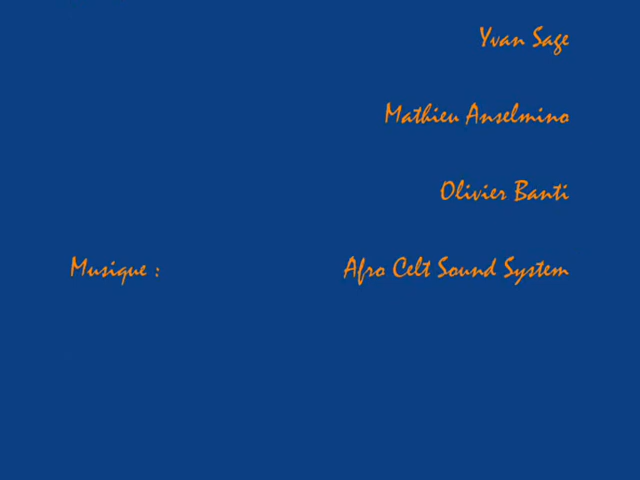 Yvan Sage
Mathieu Anselmino
Olivier Banti
Musique : Afro Celt Sound System